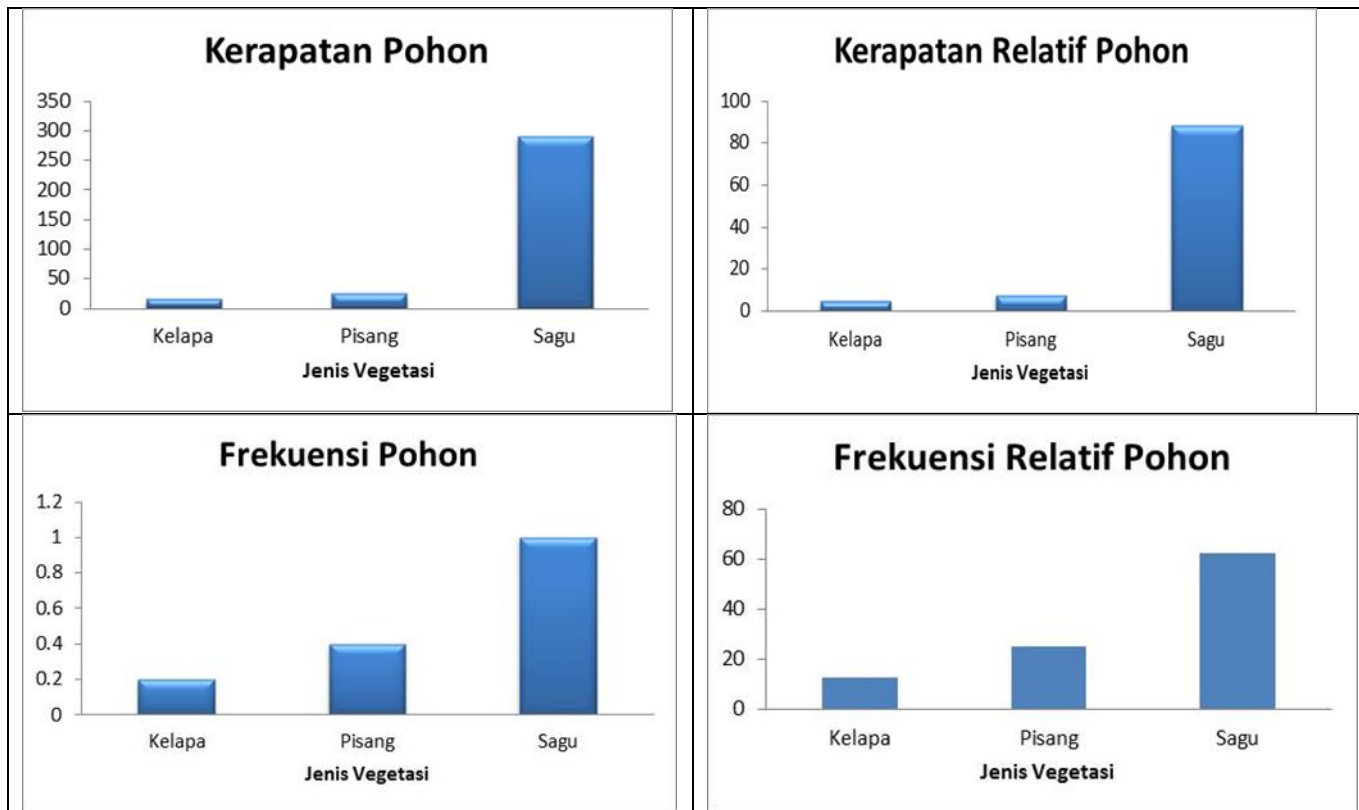 Kerapatan Pohon
350
300
250
200
150
100
50
0
Kelapa Pisang Sagu
Jenis Vegetasi
Kerapatan Relatif Pohon
100
80
60
40
20
0
Kelapa Pisang Sagu
Jenis Vegetasi
Frekuensi Pohon
1.2
1
0.8
0.6
0.4
0.2
0
Kelapa Pisang Sagu
Jenis Vegetasi
Frekuensi Relatif Pohon
80
60
40
20
0
Kelapa Pisang Sagu
Jenis Vegetasi